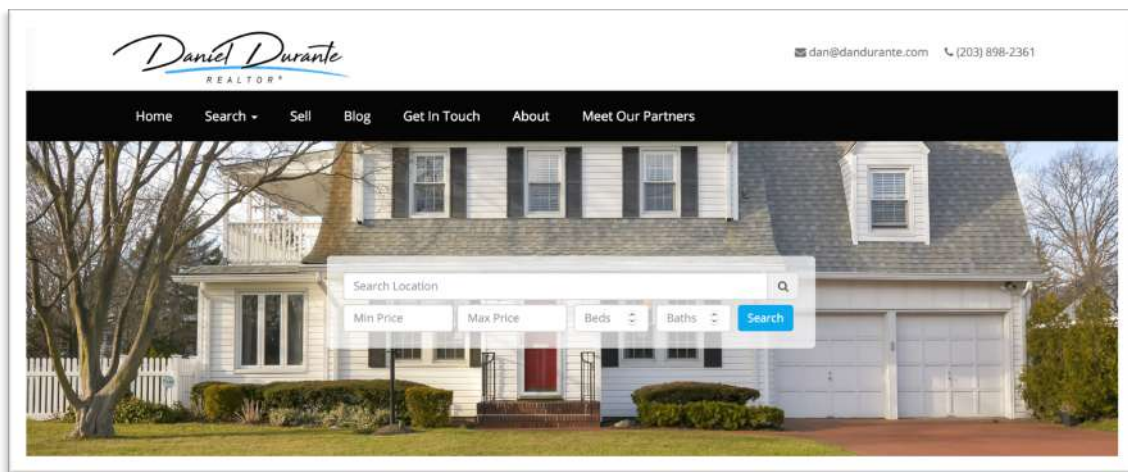 Daniel Durante
REALTOR®
dan@dandurante.com (203) 898-2361
Home Search Sell Blog Get In Touch About Meet Our Partners
Search Location
Min Price Max Price Beds Baths Search